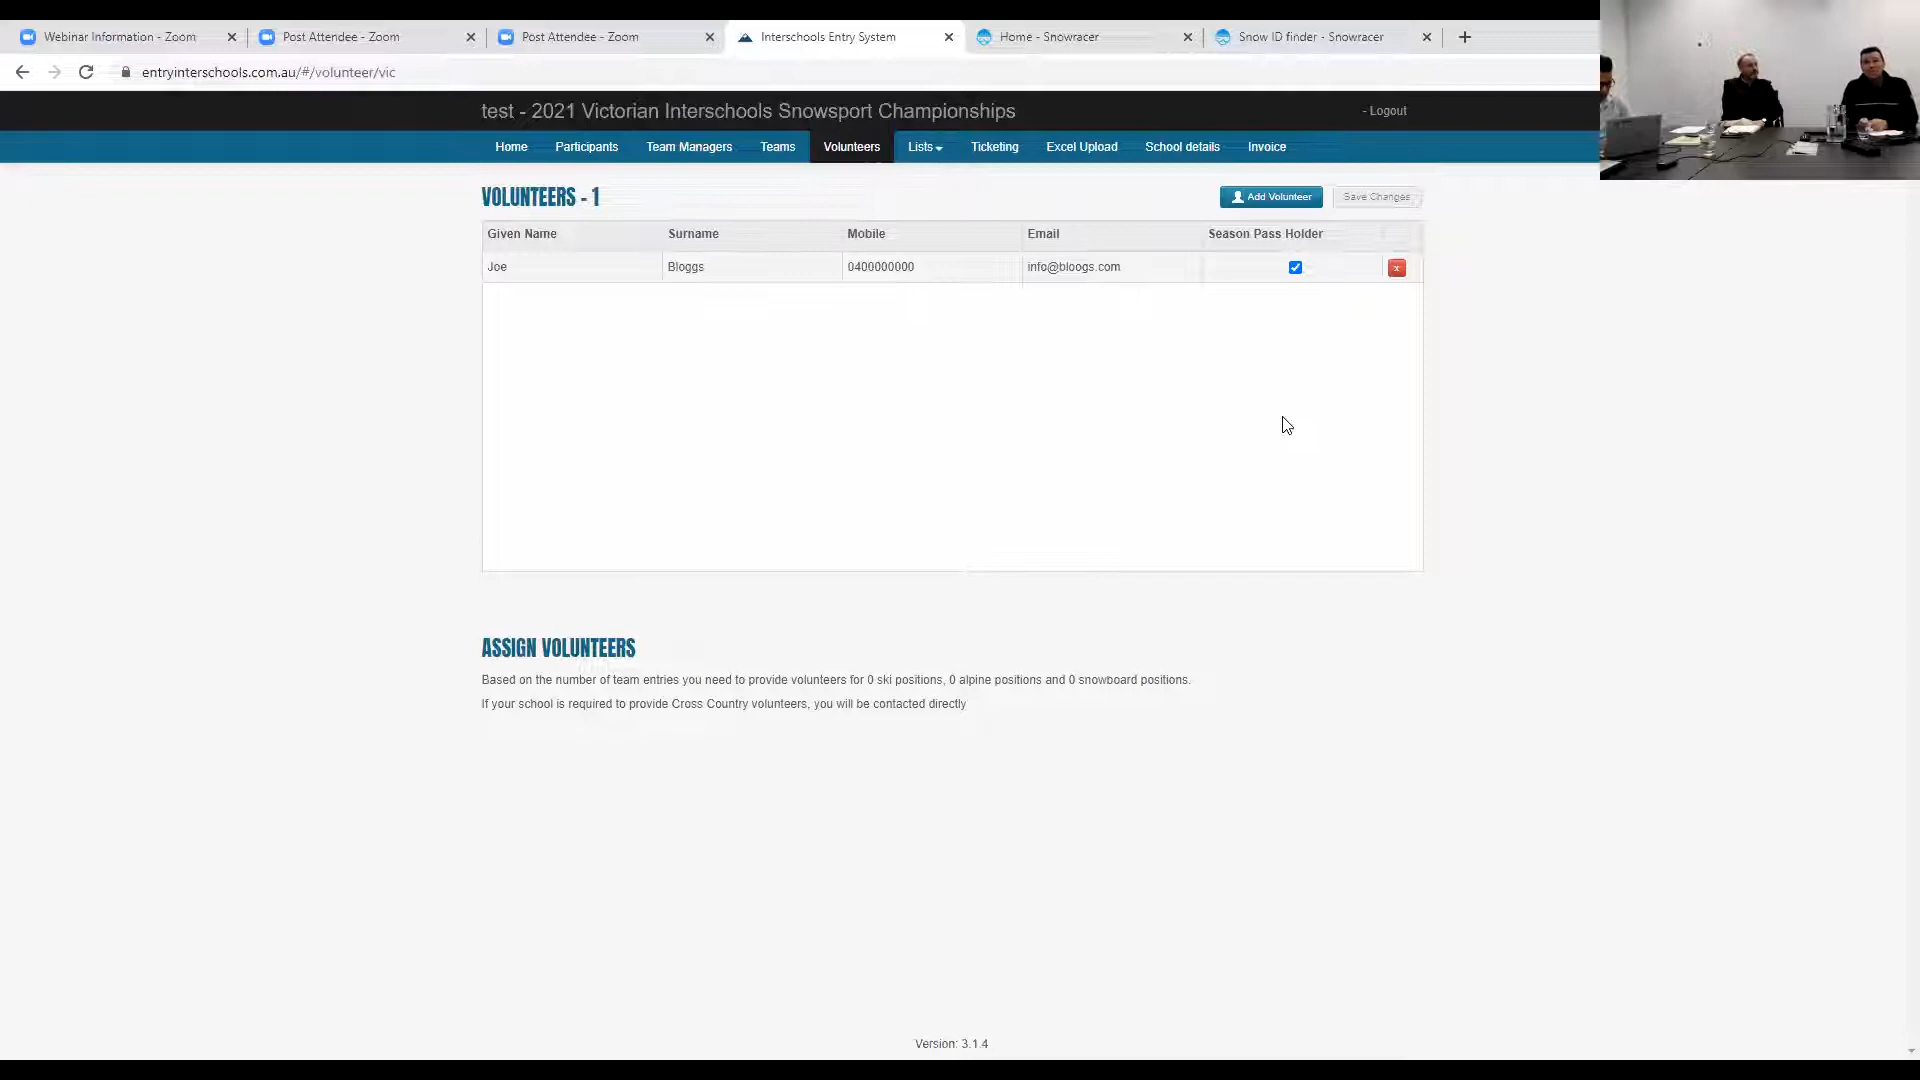 Webinar Information - Zoom
Post Attendee - Zoom
Post Attendee - Zoom
Interschools Entry System
Home - Snowracer
Snow ID finder - Snowracer
entryinterschools.com.au/#/volunteer/vic
test - 2021 Victorian Interschools Snowsport Championships
- Logout
Home Participants Team Managers Teams Volunteers Lists Ticketing Excel Upload School details Invoice
VOLUNTEERS - 1
Add Volunteer
Save Changes
Given Name Surname Mobile Email Season Pass Holder
Joe Bloggs 0400000000 info@bloogs.com x
ASSIGN VOLUNTEERS
Based on the number of team entries you need to provide volunteers for 0 ski positions, 0 alpine positions and 0 snowboard positions.
If your school is required to provide Cross Country volunteers, you will be contacted directly
Version: 3.1.4